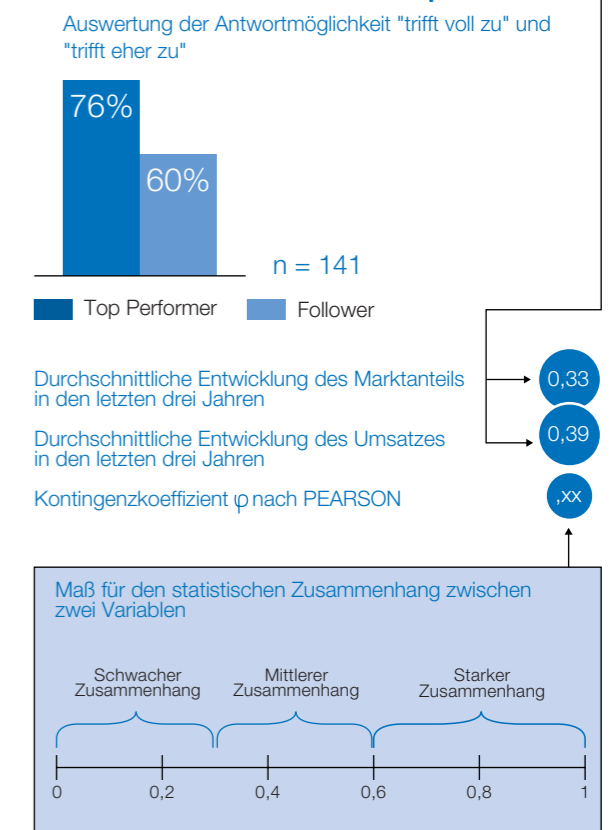 Auswertung der Antwortmöglichkeit "trifft voll zu" und
"trifft eher zu"
76%
60%
n = 141
Top Performer
Follower
Durchschnittliche Entwicklung des Marktanteils
in den letzten drei Jahren
0,33
Durchschnittliche Entwicklung des Umsatzes
in den letzten drei Jahren
0,39
Kontingenzkoeffizient φ nach PEARSON
,xx
Maß für den statistischen Zusammenhang zwischen
zwei Variablen
Schwacher
Zusammenhang
Mittlerer
Zusammenhang
Starker
Zusammenhang
0
0,2
0,4
0,6
0,8
1